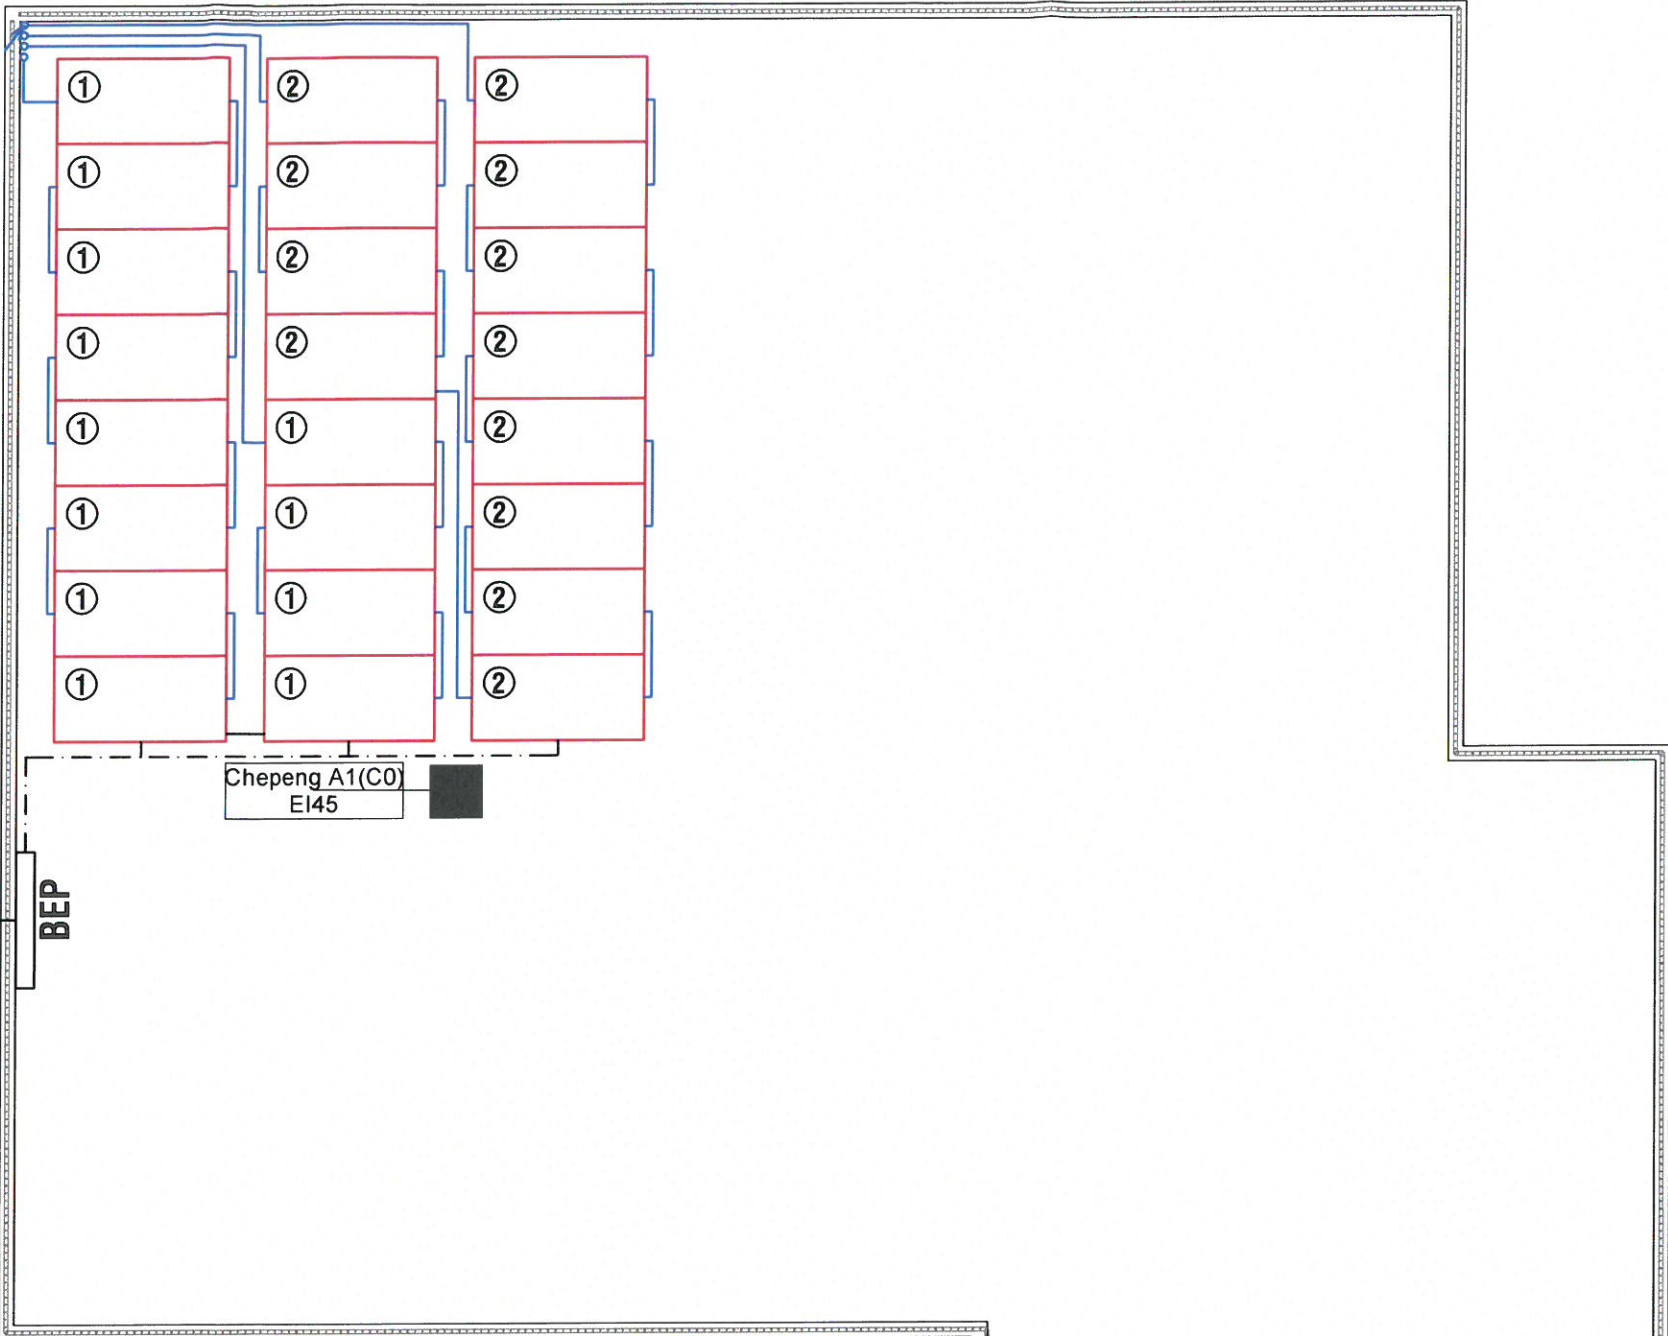 ① ② ②
① ② ②
① ② ②
① ② ②
① ① ②
① ① ②
① ① ②
① ① ②
Chepeng A1(C0)
EI45
BEP